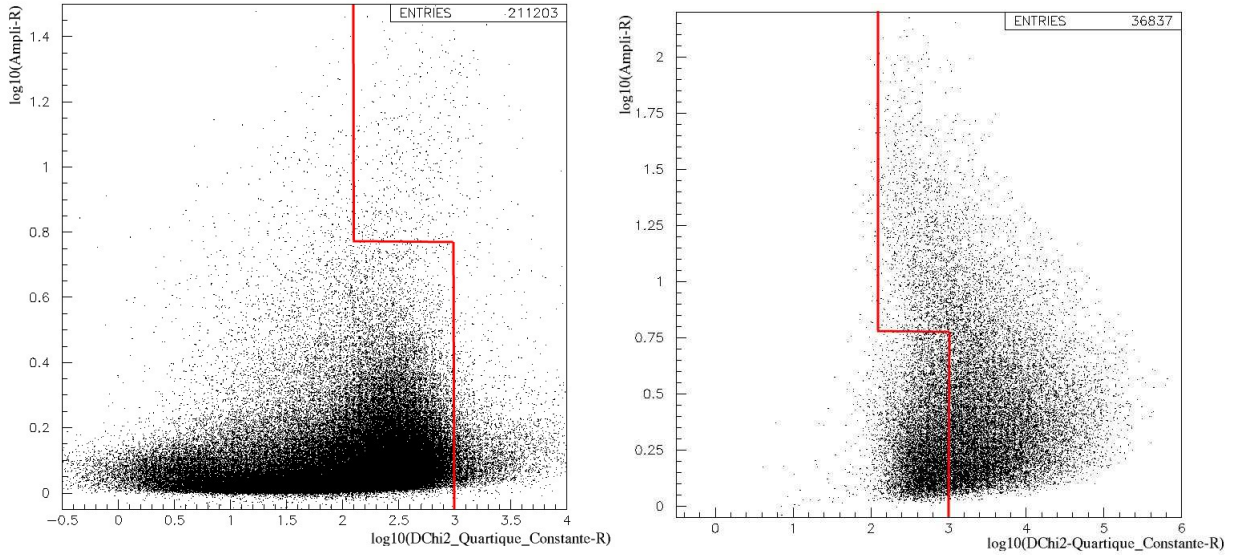 ENTRIES 211203
log10(Ampli-R)
1.4
1.2
1
0.8
0.6
0.4
0.2
0
-0.5 0 0.5 1 1.5 2 2.5 3 3.5 4
log10(DChi2_Quartique_Constante-R)
ENTRIES 36837
log10(Ampli-R)
2
1.75
1.5
1.25
1
0.75
0.5
0.25
0
0 1 2 3 4 5 6
log10(DChi2-Quartique_Constante-R)